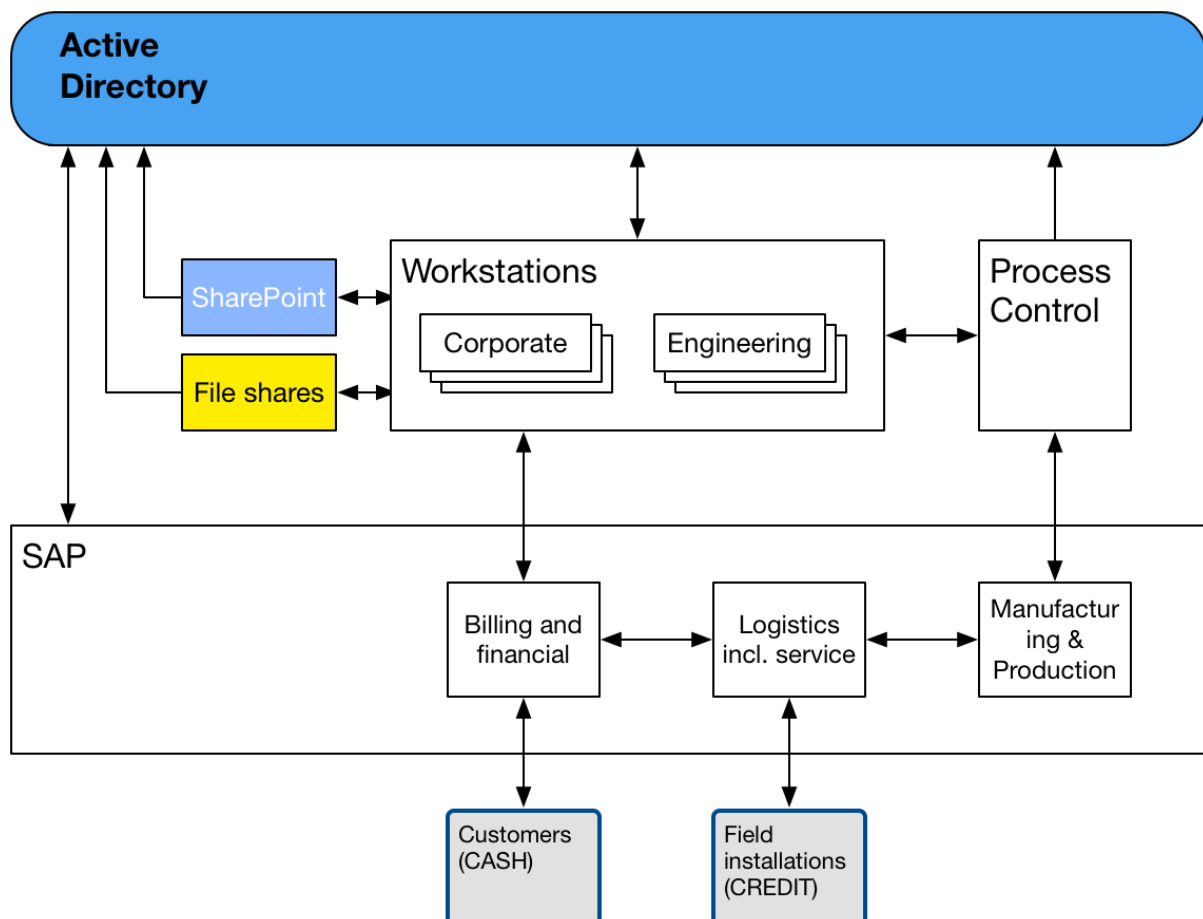 Active
Directory
SharePoint
File shares
Workstations
Corporate
Engineering
Process
Control
SAP
Billing and
financial
Logistics
incl. service
Manufactur
ing &
Production
Customers
(CASH)
Field
installations
(CREDIT)